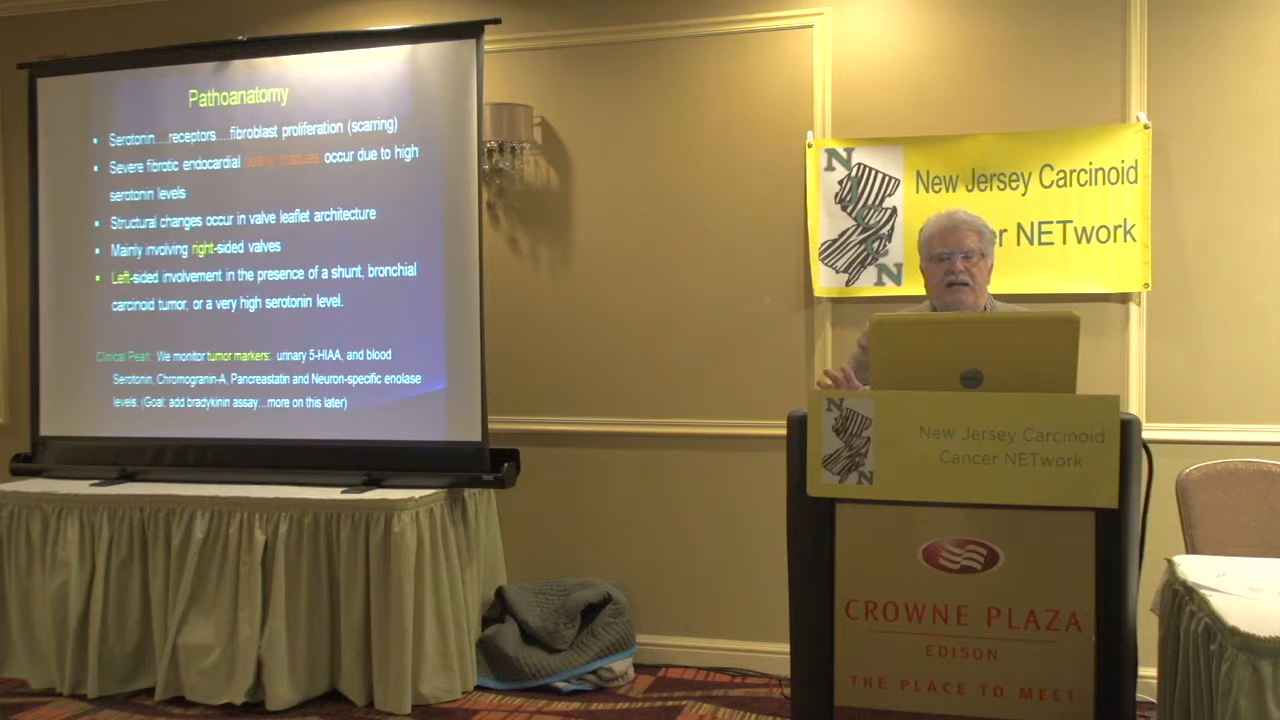 Pathoanatomy
Serotonin....receptors....fibroblast proliferation (scarring)
Severe fibrotic endocardial pearly plaques occur due to high
serotonin levels
Structural changes occur in valve leaflet architecture
Mainly involving right-sided valves
Left-sided involvement in the presence of a shunt, bronchial
carcinoid tumor, or a very high serotonin level.
Clinical Pearl: We monitor tumor markers: urinary 5-HIAA, and blood
Serotonin, Chromogranin-A, Pancreastatin and Neuron-specific enolase
levels. (Goal: add bradykinin assay...more on this later)
NJCCN
New Jersey Carcinoid
er NETwork
N
N
New Jersey Carcinoid
Cancer NETwork
CROWNE PLAZA
EDISON
THE PLACE TO MEET